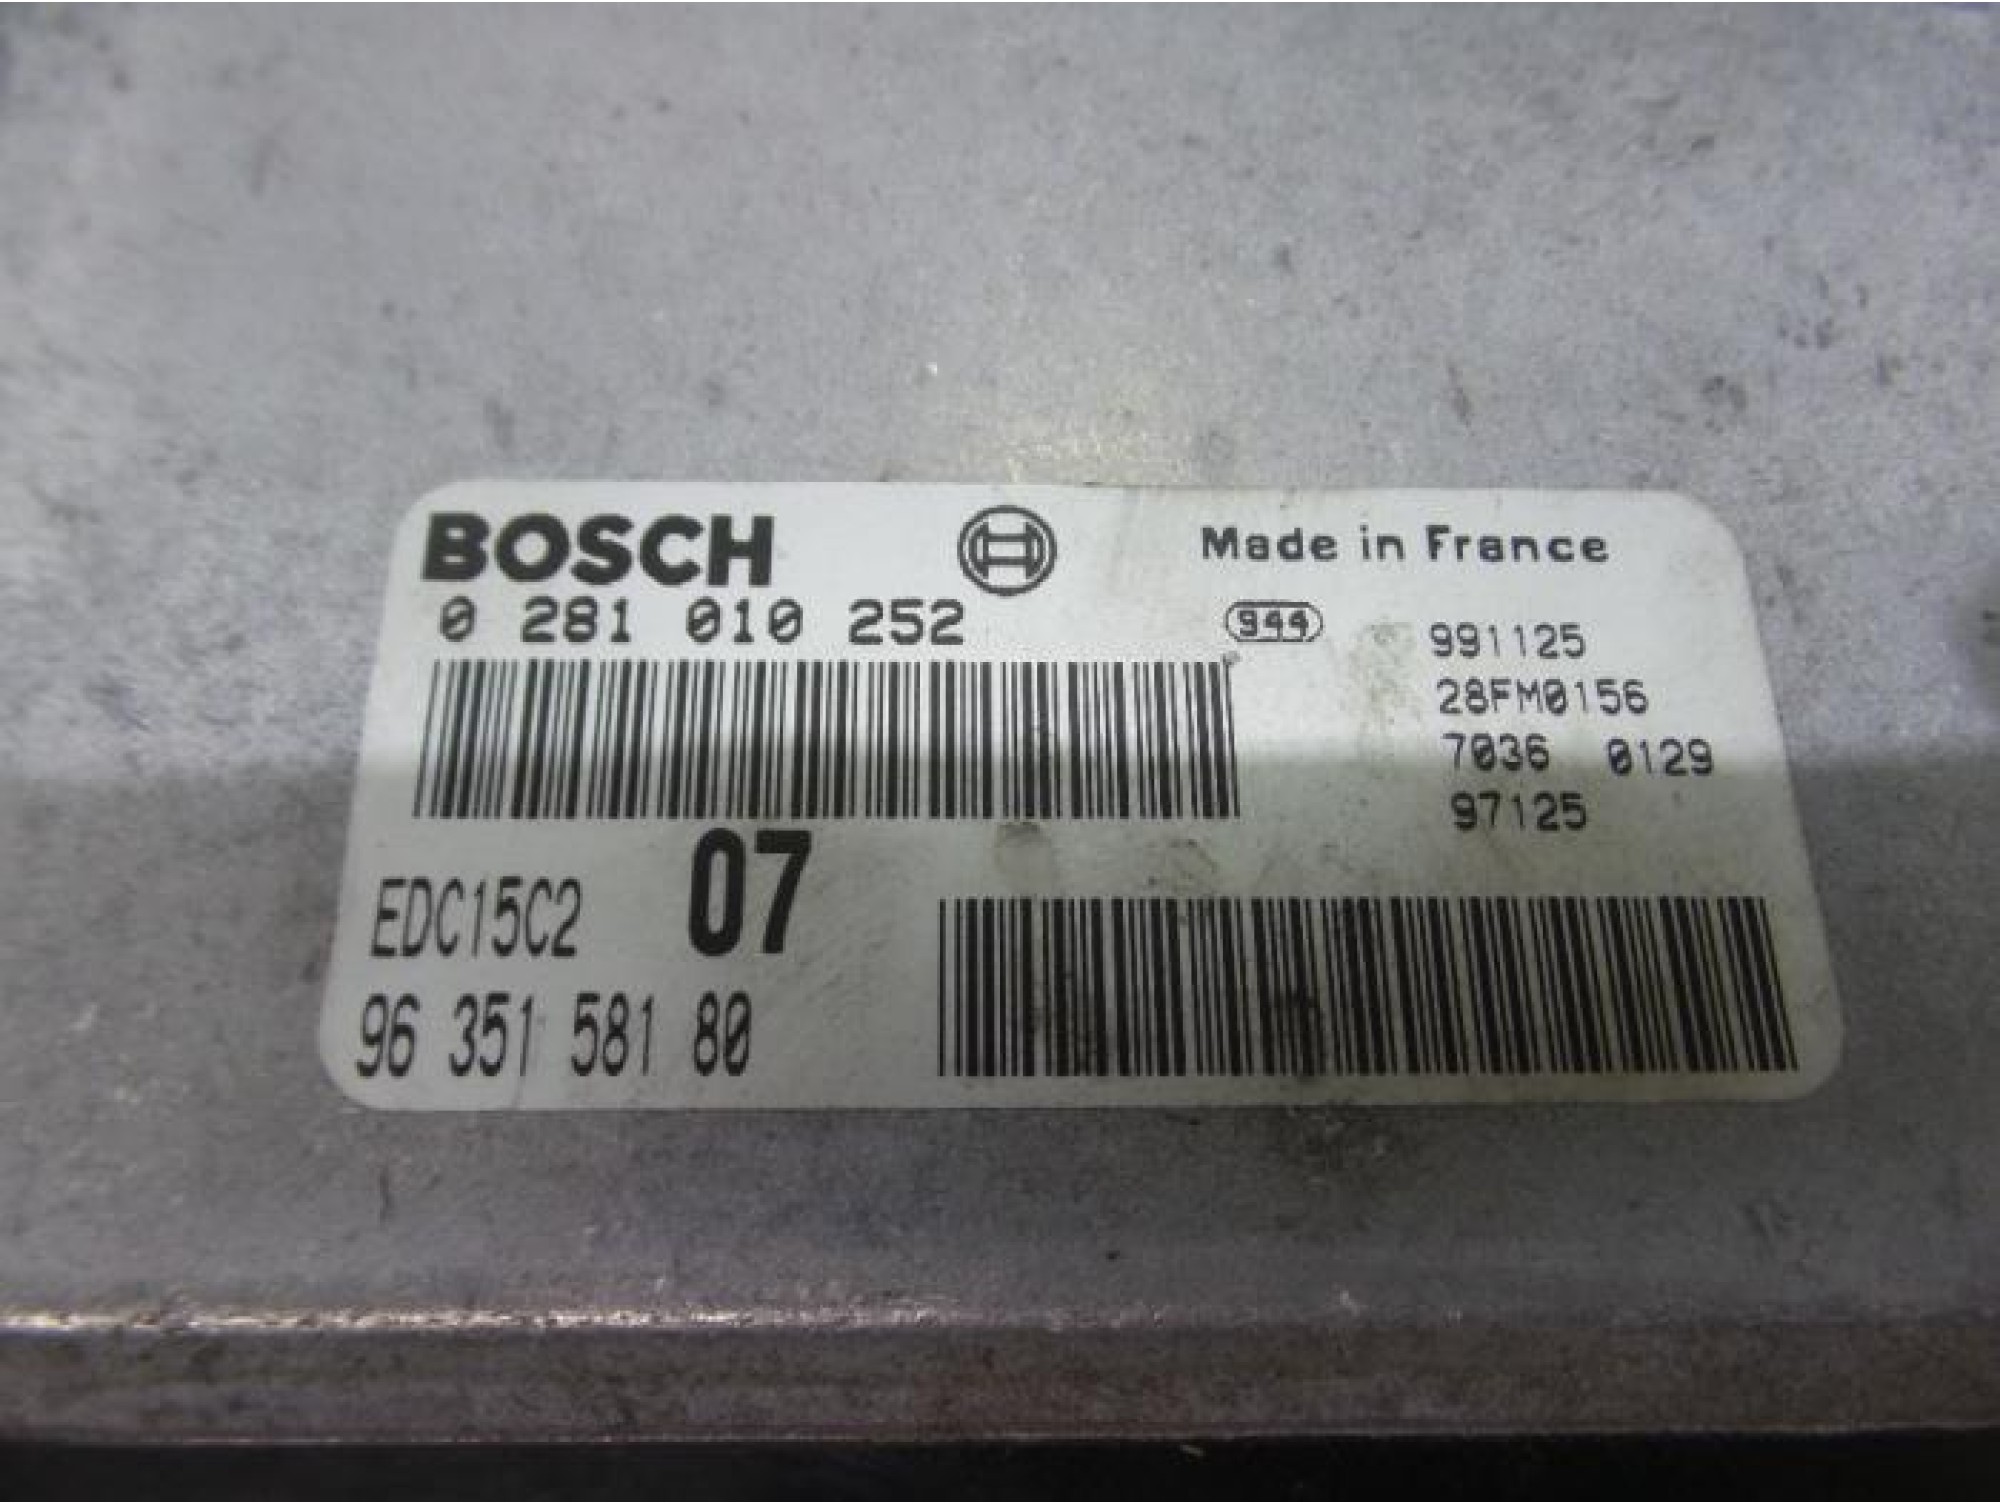 BOSCH
Made in France
0 281 010 252
944
991125
28FM0156
7036 0129
97125
07
EDC15C2
96 351 581 80